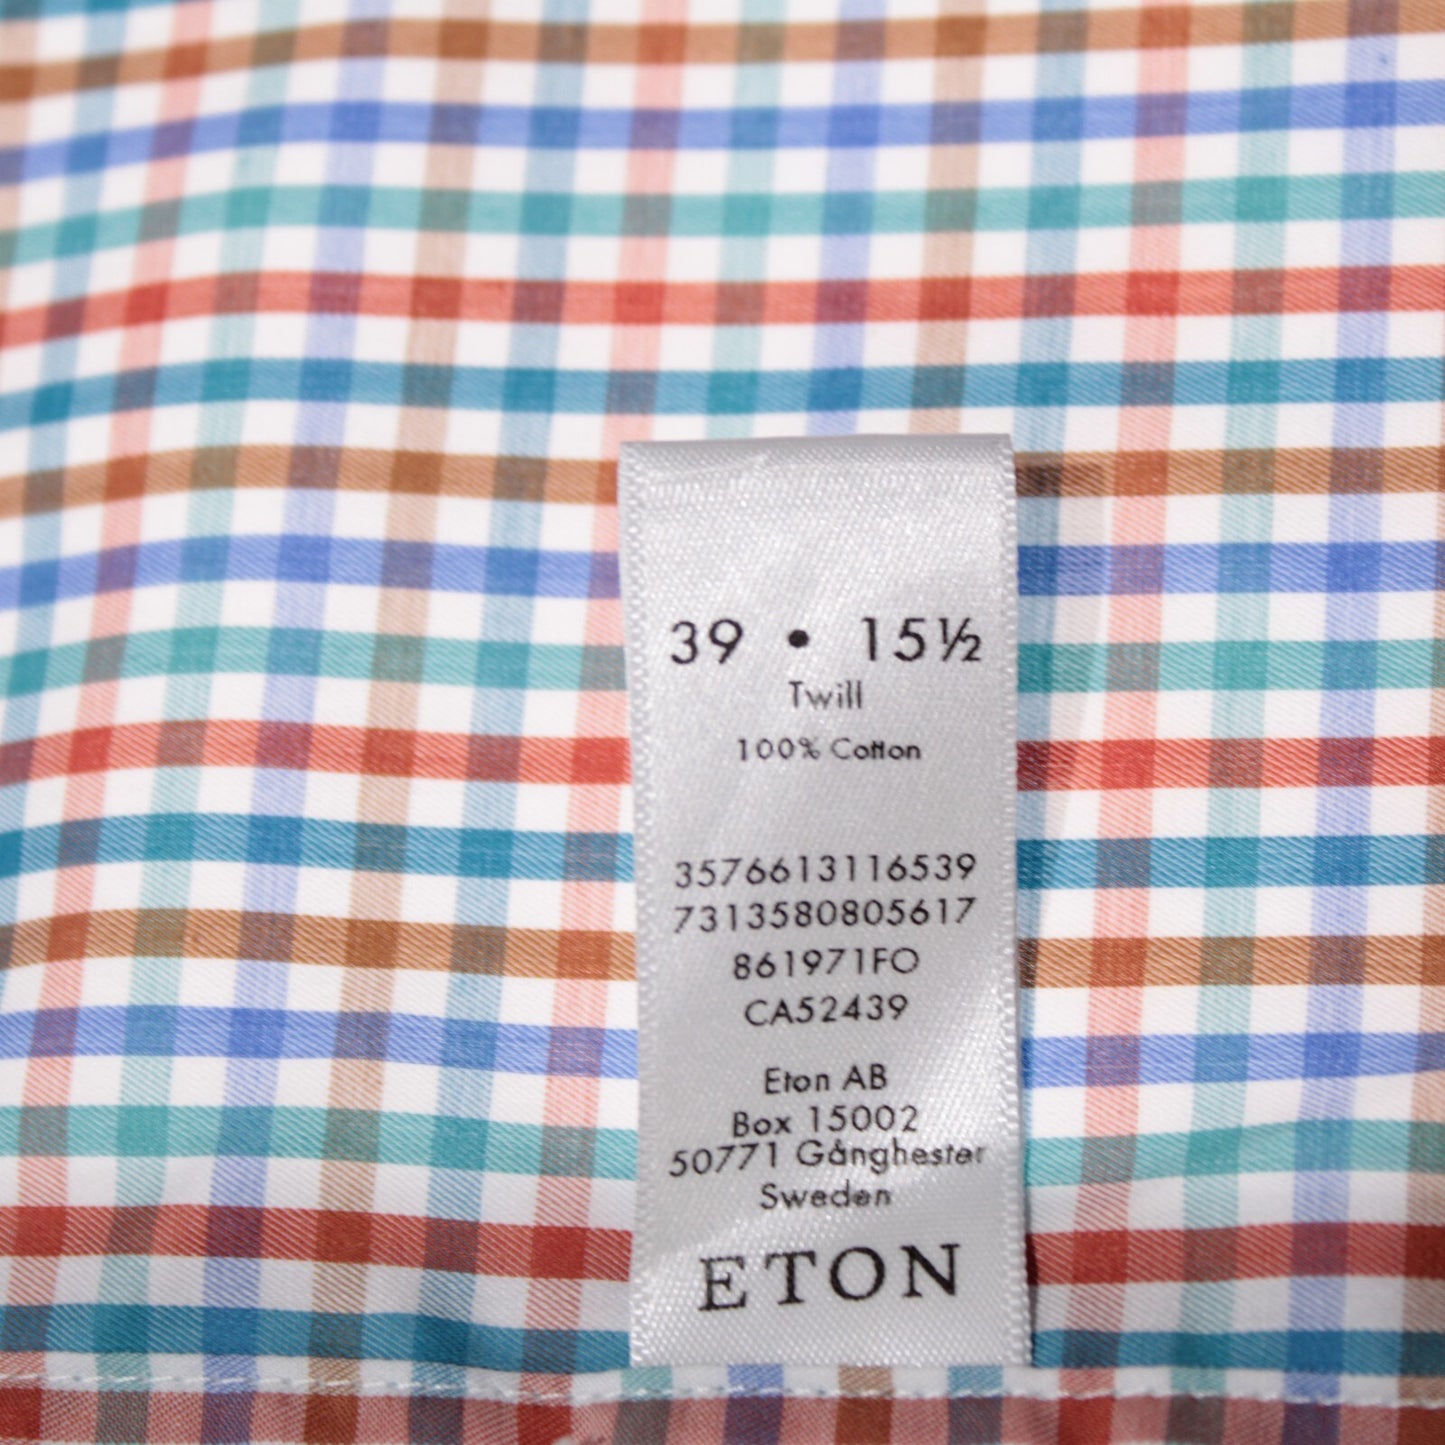 39 • 15½
Twill
100% Cotton
3576613116539
7313580805617
861971FO
CA52439
Eton AB
Box 15002
50771 Gånghester
Sweden
ETON